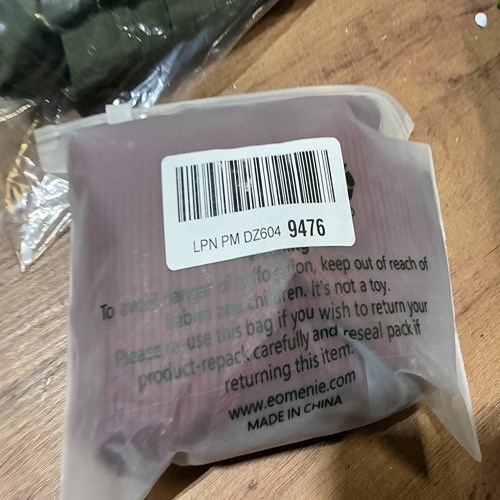 LPN PM DZ604 9476
To avoid danger of suffocation, keep out of reach of
babies and children. It's not a toy.
Please re-use this bag if you wish to return your
product-repack carefully and reseal pack if
returning this item.
www.eomenie.com
MADE IN CHINA